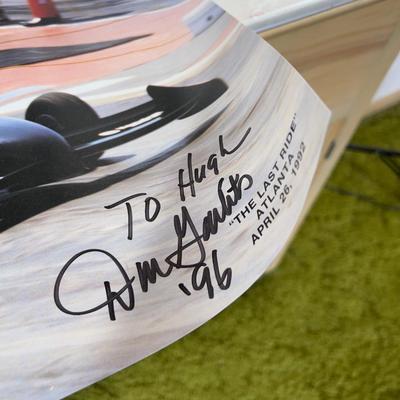 To Hugh
Don Garlits
'96
"THE LAST RIDE"
ATLANTA
APRIL 26, 1992